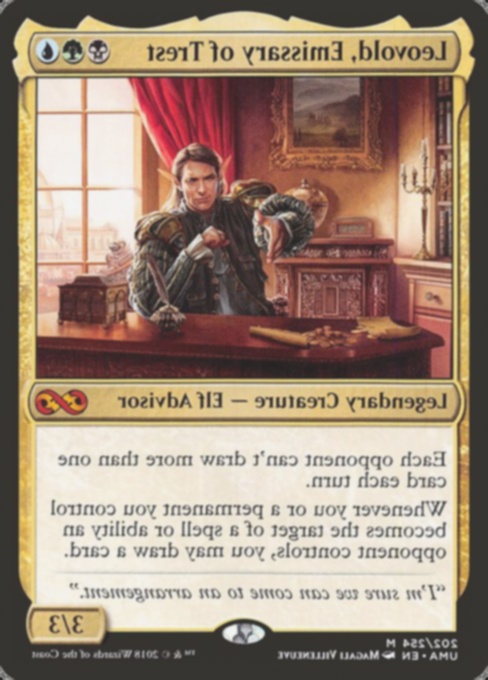 Leovold, Emissary of Trest
Legendary Creature — Elf Advisor
Each opponent can't draw more than one
card each turn.
Whenever you or a permanent you control
becomes the target of a spell or ability an
opponent controls, you may draw a card.
"I'm sure we can come to an arrangement."
3/3
202/254 M
UMA • EN Magali Villeneuve
™ & © 2018 Wizards of the Coast